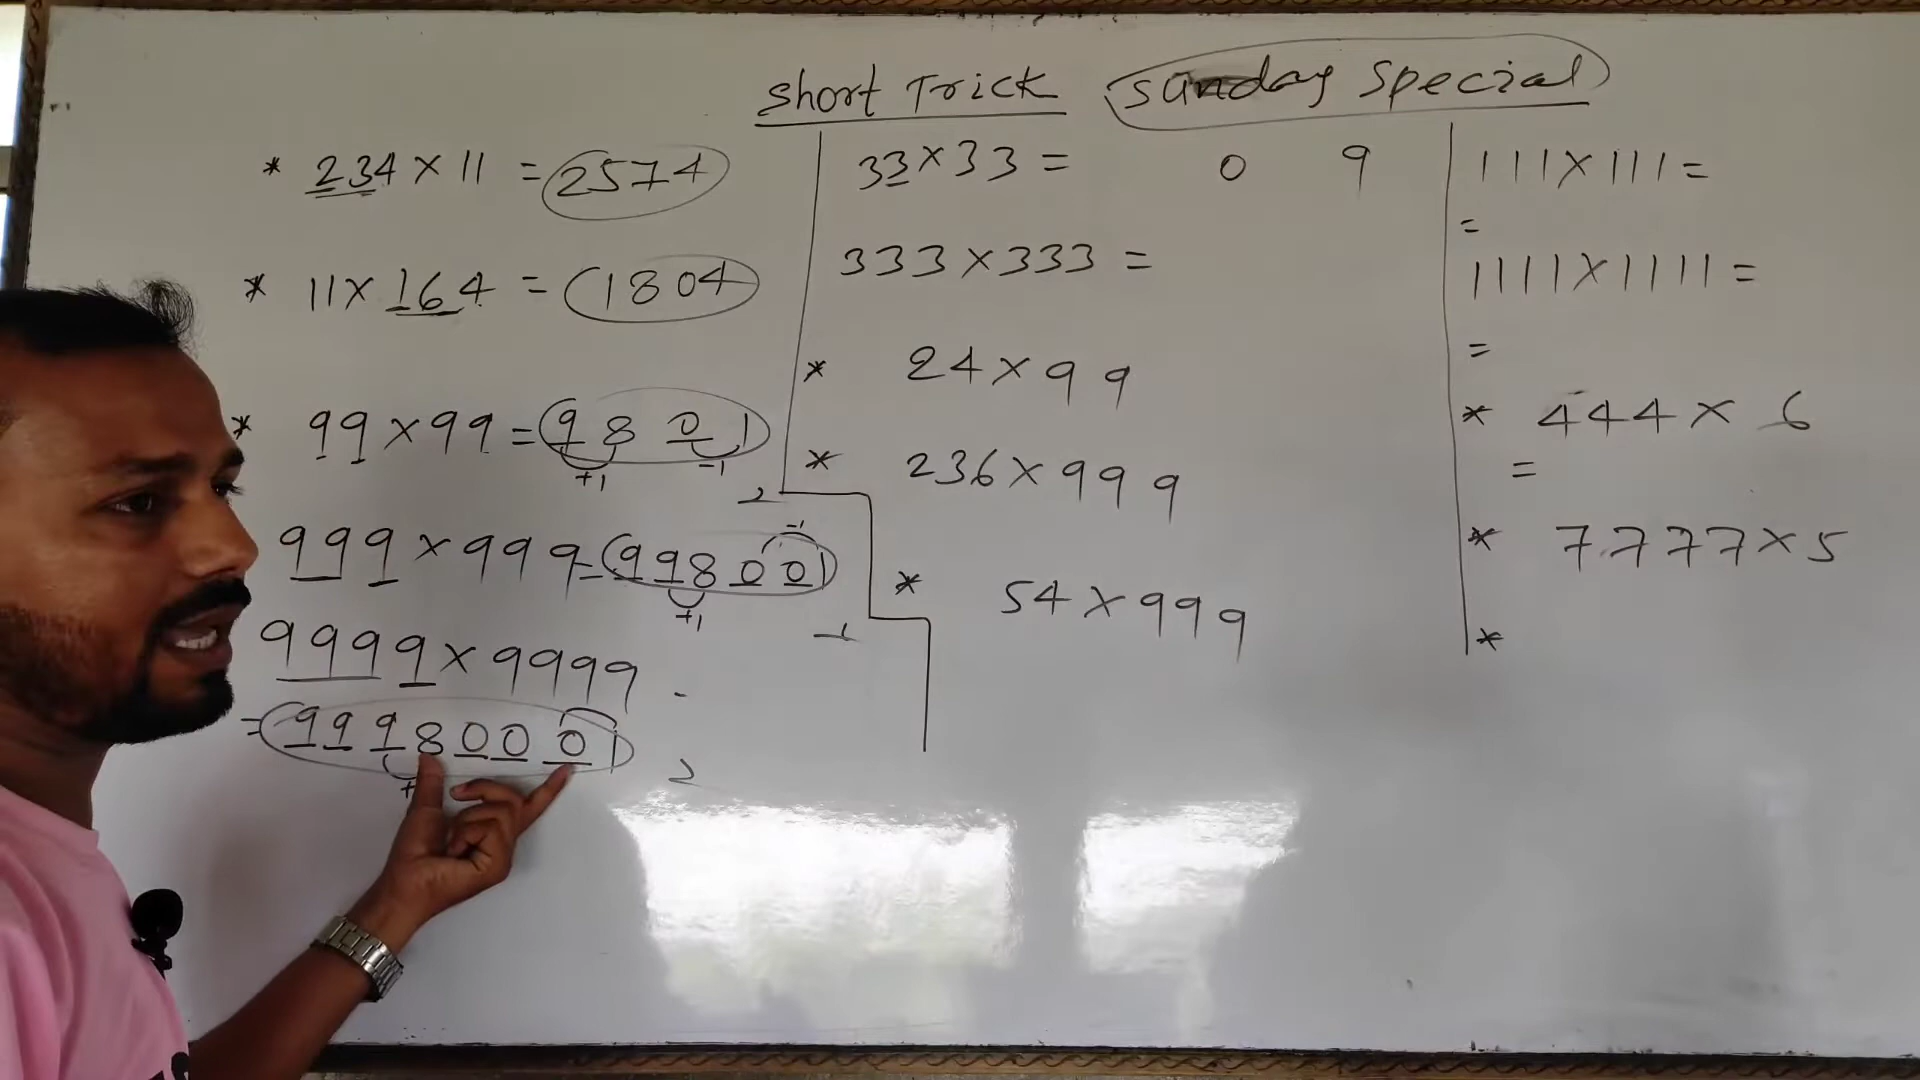 Short Trick Sunday Special
* 234 × 11 = 2574
* 11 × 164 = 1804
* 99 × 99 = 9801
+1 -1
999 × 999 = 998001
-1
+1
9999 × 9999
= 99980001
+
33 × 33 = 0 9
333 × 333 =
* 24 × 99
* 236 × 999
* 54 × 999
111 × 111 =
=
1111 × 1111 =
=
* 444 × 6
=
* 7777 × 5
*